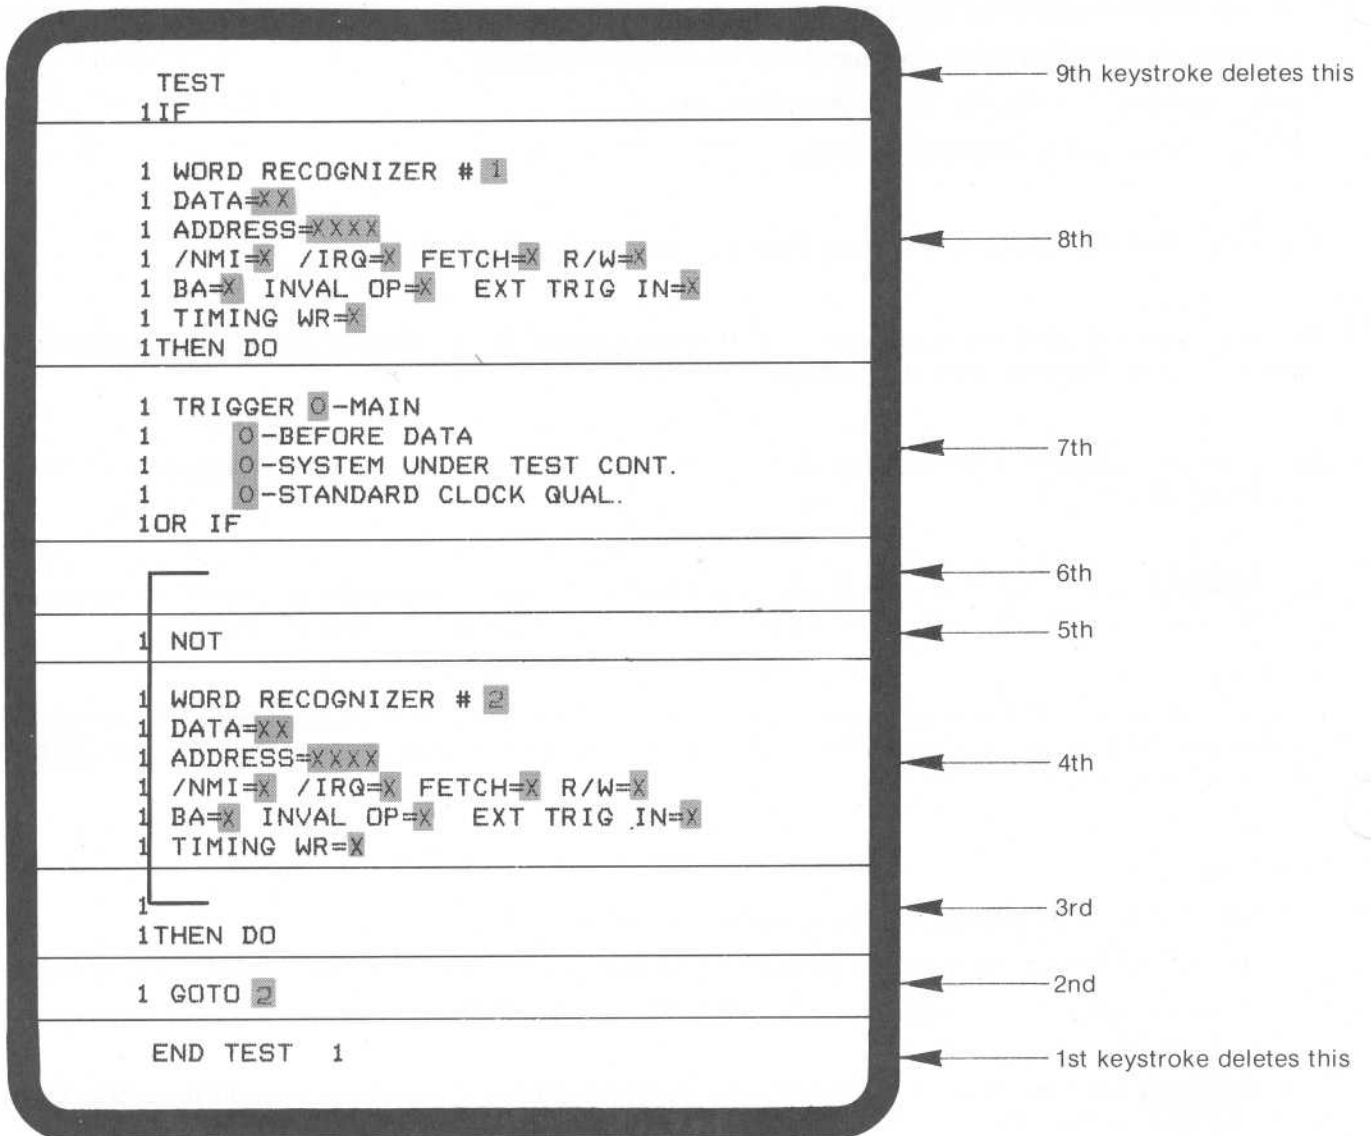 TEST
9th keystroke deletes this
1IF
1 WORD RECOGNIZER # 1
1 DATA=XX
1 ADDRESS=XXXX
8th
1 /NMI=X /IRQ=X FETCH=X R/W=X
1 BA=X INVAL OP=X EXT TRIG IN=X
1 TIMING WR=X
1THEN DO
1 TRIGGER 0-MAIN
1 0-BEFORE DATA
7th
1 0-SYSTEM UNDER TEST CONT.
1 0-STANDARD CLOCK QUAL.
1OR IF
6th
1 NOT
5th
1 WORD RECOGNIZER # 2
1 DATA=XX
1 ADDRESS=XXXX
4th
1 /NMI=X /IRQ=X FETCH=X R/W=X
1 BA=X INVAL OP=X EXT TRIG IN=X
1 TIMING WR=X
1
3rd
1THEN DO
1 GOTO 2
2nd
END TEST 1
1st keystroke deletes this